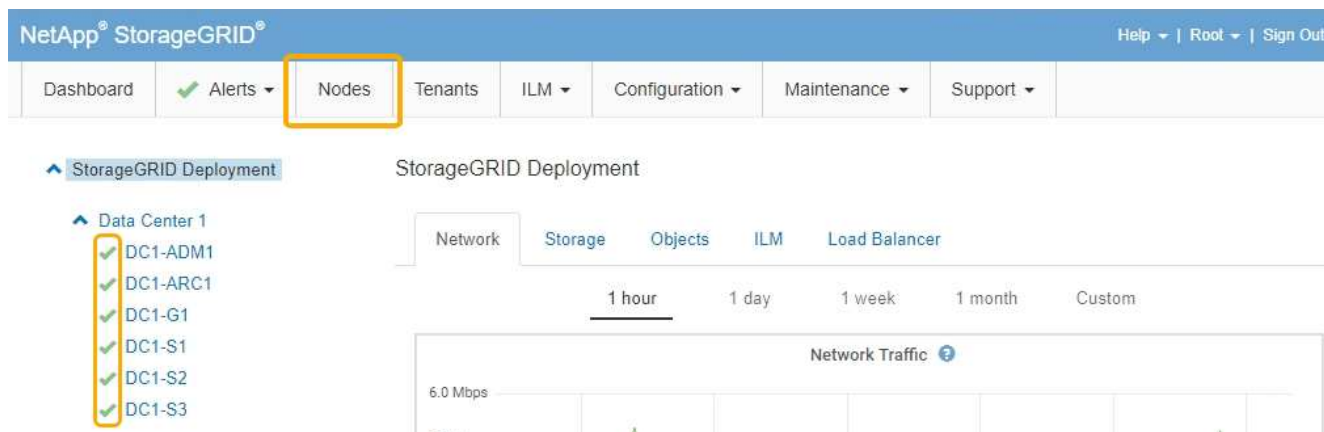 NetApp® StorageGRID®
Help | Root | Sign Out
Dashboard Alerts Nodes Tenants ILM Configuration Maintenance Support
StorageGRID Deployment
Data Center 1
DC1-ADM1
DC1-ARC1
DC1-G1
DC1-S1
DC1-S2
DC1-S3
StorageGRID Deployment
Network Storage Objects ILM Load Balancer
1 hour 1 day 1 week 1 month Custom
Network Traffic ?
6.0 Mbps